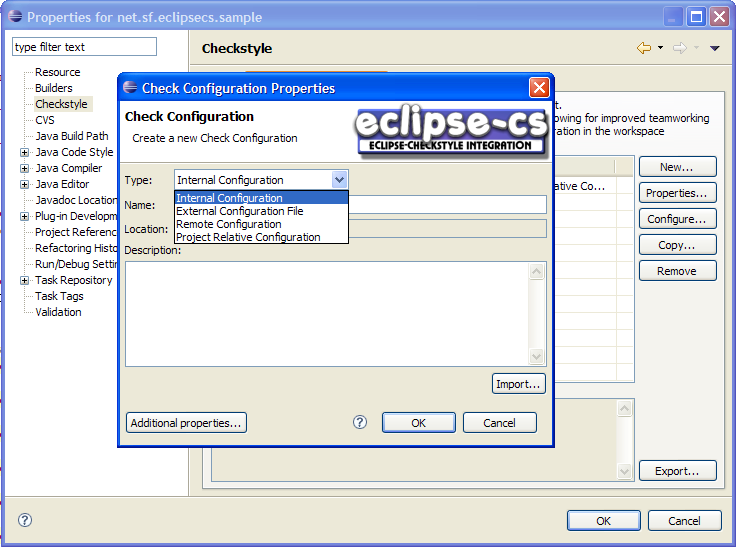 Properties for net.sf.eclipsecs.sample
type filter text
Resource
Builders
Checkstyle
CVS
Java Build Path
Java Code Style
Java Compiler
Java Editor
Javadoc Location
Plug-in Developm
Project Referenc
Refactoring Histo
Run/Debug Settin
Task Repository
Task Tags
Validation
Checkstyle
t.
owing for improved teamworking
ration in the workspace
ative Co...
New...
Properties...
Configure...
Copy...
Remove
Export...
Check Configuration Properties
Check Configuration
Create a new Check Configuration
eclipse-cs
ECLIPSE-CHECKSTYLE INTEGRATION
Type:
Internal Configuration
Internal Configuration
External Configuration File
Remote Configuration
Project Relative Configuration
Name:
Location:
Description:
Import...
Additional properties...
?
OK
Cancel
?
OK
Cancel